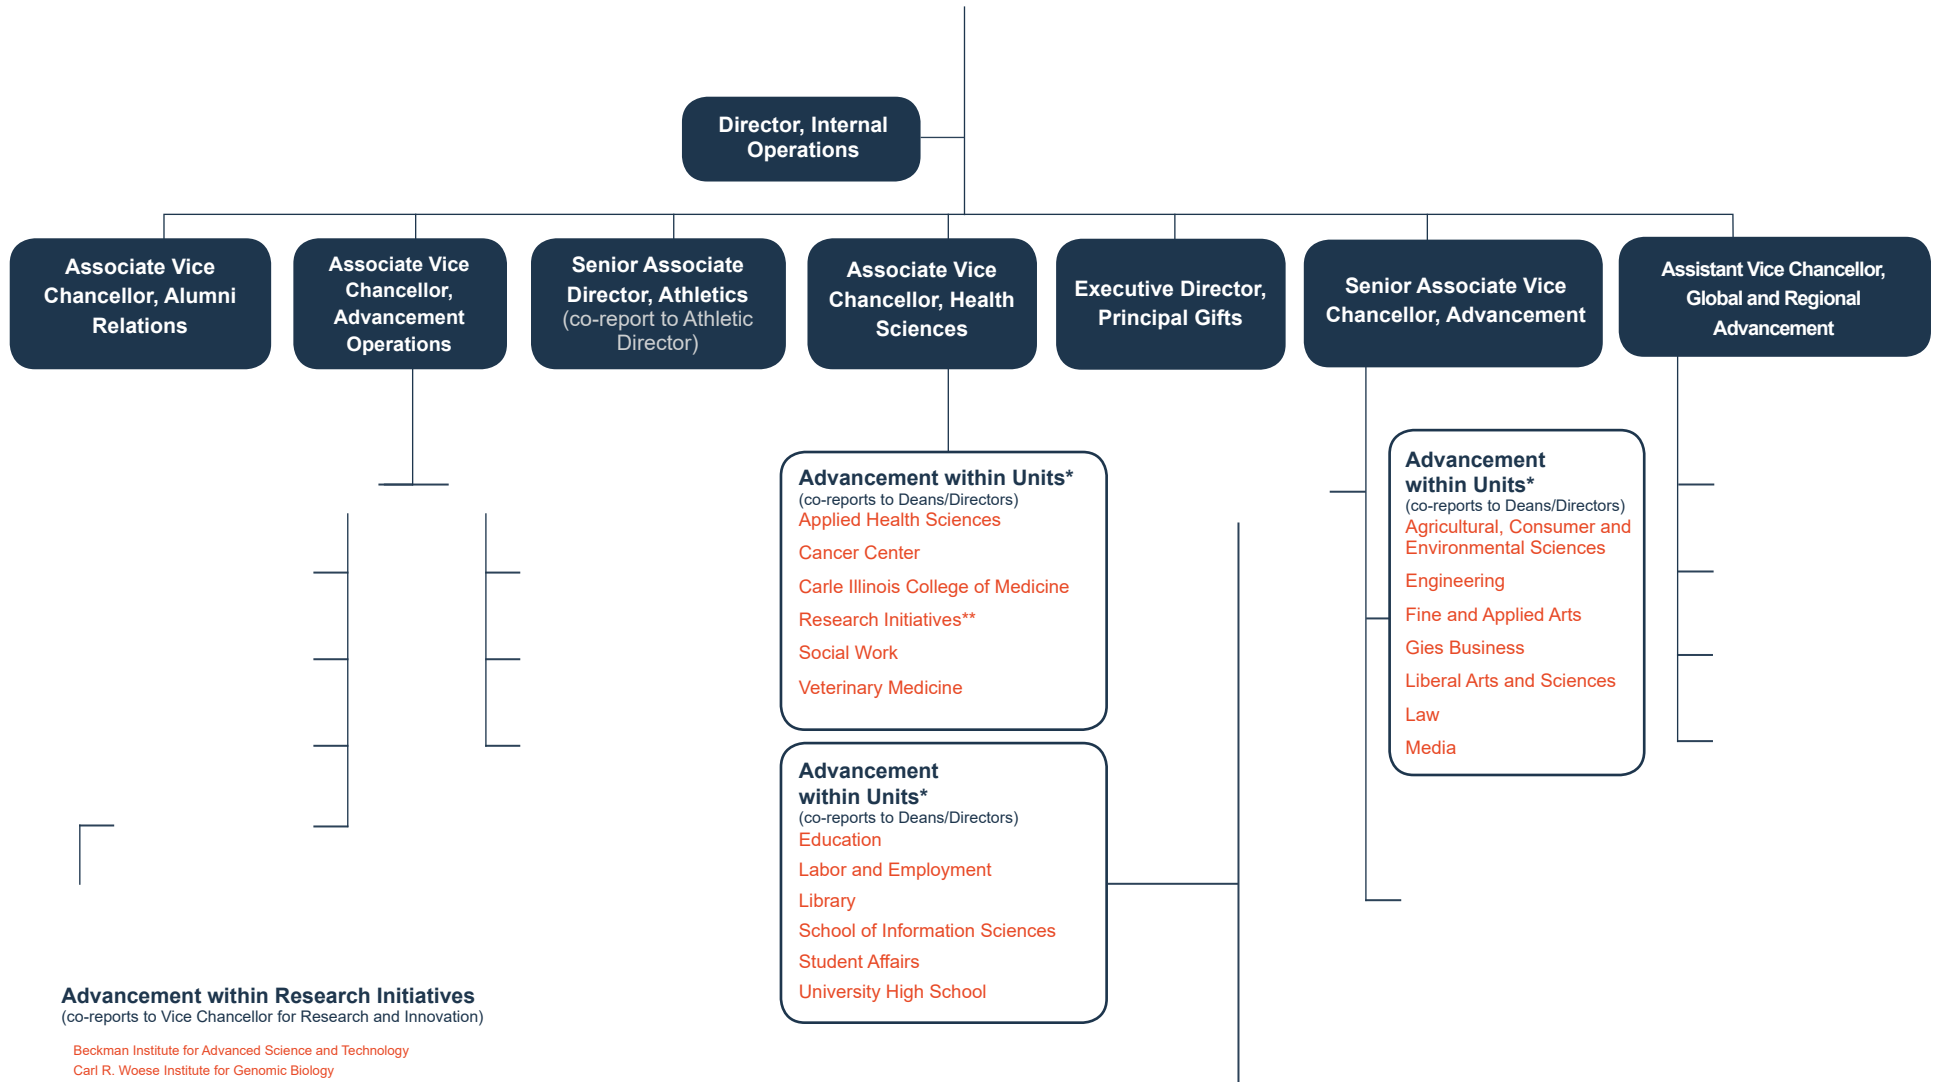 Director, Internal
Operations
Associate Vice
Chancellor, Alumni
Relations
Associate Vice
Chancellor,
Advancement
Operations
Senior Associate
Director, Athletics
(co-report to Athletic
Director)
Associate Vice
Chancellor, Health
Sciences
Executive Director,
Principal Gifts
Senior Associate Vice
Chancellor, Advancement
Assistant Vice Chancellor,
Global and Regional
Advancement
Advancement within Units*
(co-reports to Deans/Directors)
Applied Health Sciences
Cancer Center
Carle Illinois College of Medicine
Research Initiatives**
Social Work
Veterinary Medicine
Advancement
within Units*
(co-reports to Deans/Directors)
Agricultural, Consumer and
Environmental Sciences
Engineering
Fine and Applied Arts
Gies Business
Liberal Arts and Sciences
Law
Media
Advancement
within Units*
(co-reports to Deans/Directors)
Education
Labor and Employment
Library
School of Information Sciences
Student Affairs
University High School
Advancement within Research Initiatives
(co-reports to Vice Chancellor for Research and Innovation)
Beckman Institute for Advanced Science and Technology
Carl R. Woese Institute for Genomic Biology